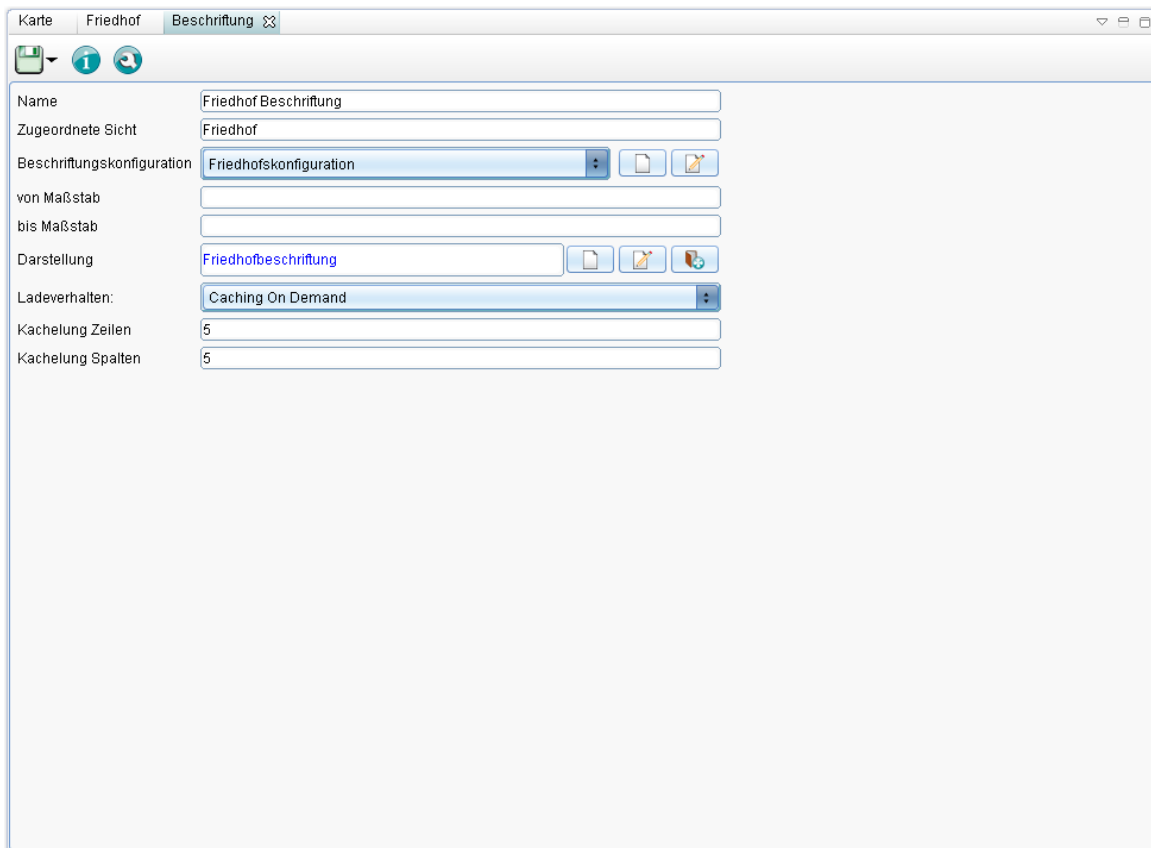 Karte Friedhof Beschriftung
Name Friedhof Beschriftung
Zugeordnete Sicht Friedhof
Beschriftungskonfiguration Friedhofskonfiguration
von Maßstab
bis Maßstab
Darstellung Friedhofbeschriftung
Ladeverhalten: Caching On Demand
Kachelung Zeilen 5
Kachelung Spalten 5